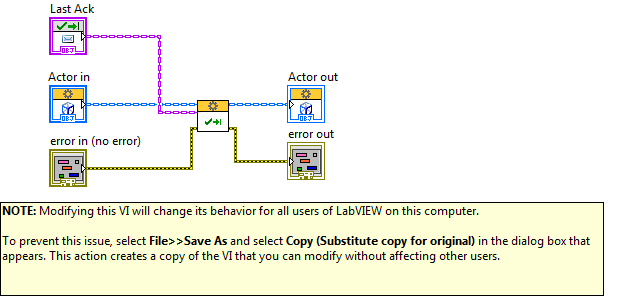 Last Ack
OBJ
Actor in
Actor out
OBJ
OBJ
error in (no error)
error out
NOTE: Modifying this VI will change its behavior for all users of LabVIEW on this computer.
To prevent this issue, select File>>Save As and select Copy (Substitute copy for original) in the dialog box that
appears. This action creates a copy of the VI that you can modify without affecting other users.